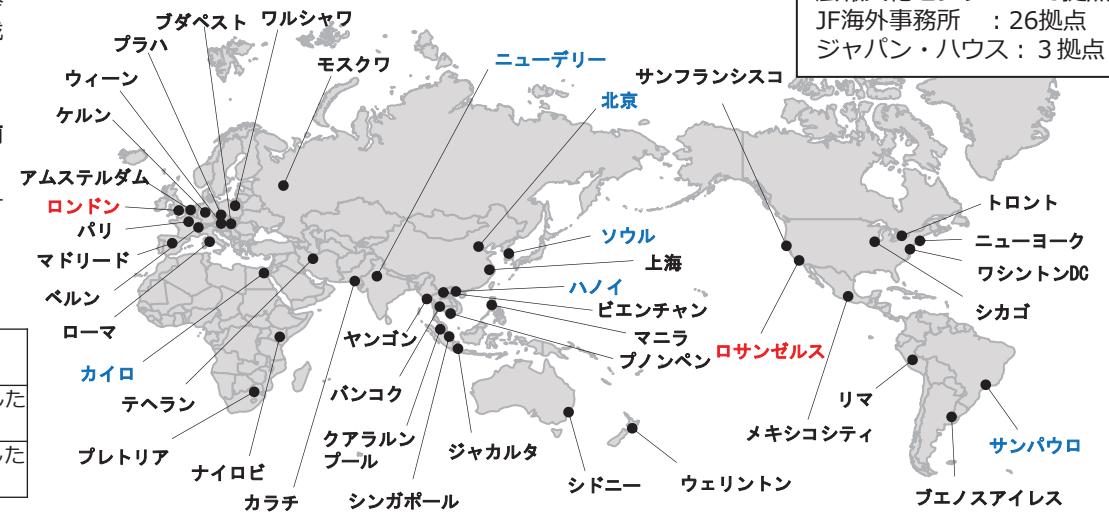 JF海外事務所　：26拠点
ジャパン・ハウス：３拠点
ブダペスト
ワルシャワ
プラハ
モスクワ
ニューデリー
サンフランシスコ
ウィーン
北京
ケルン
アムステルダム
ロンドン
パリ
マドリード
ベルン
ローマ
カイロ
テヘラン
プレトリア
ナイロビ
カラチ
ヤンゴン
バンコク
クアラルン
プール
シンガポール
ジャカルタ
ソウル
上海
ハノイ
ビエンチャン
マニラ
プノンペン
シドニー
ウェリントン
ロサンゼルス
メキシコシティ
トロント
ニューヨーク
ワシントンDC
シカゴ
リマ
サンパウロ
ブエノスアイレス
した
した